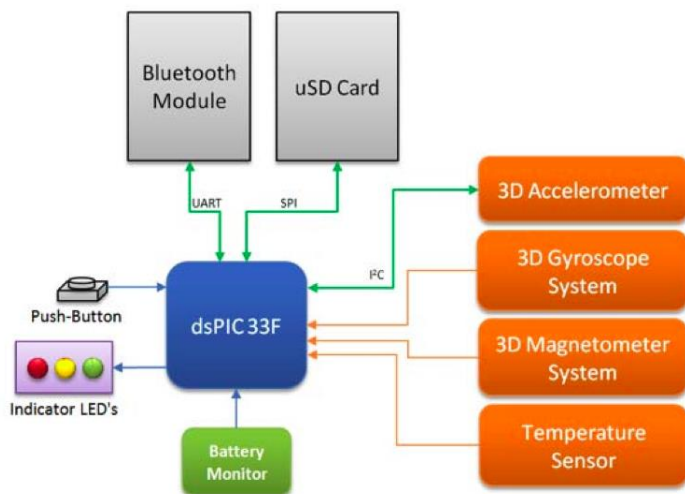 Bluetooth
Module
uSD Card
UART
SPI
3D Accelerometer
I²C
3D Gyroscope
System
Push-Button
dsPIC 33F
3D Magnetometer
System
Indicator LED's
Battery
Monitor
Temperature
Sensor